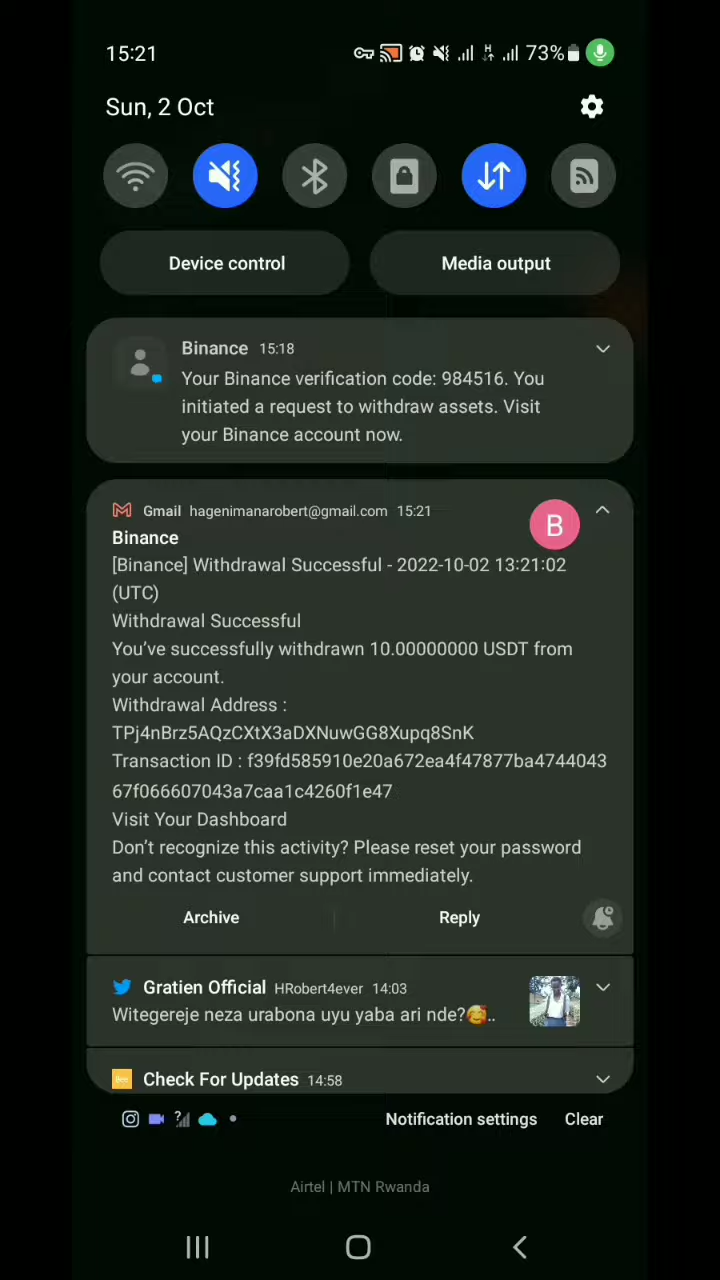 15:21
H
73%
Sun, 2 Oct
Device control
Media output
Binance 15:18
Your Binance verification code: 984516. You
initiated a request to withdraw assets. Visit
your Binance account now.
Gmail hagenimanarobert@gmail.com 15:21
B
Binance
[Binance] Withdrawal Successful - 2022-10-02 13:21:02
(UTC)
Withdrawal Successful
You’ve successfully withdrawn 10.00000000 USDT from
your account.
Withdrawal Address :
TPj4nBrz5AQzCXtX3aDXNuwGG8Xupq8SnK
Transaction ID : f39fd585910e20a672ea4f47877ba4744043
67f066607043a7caa1c4260f1e47
Visit Your Dashboard
Don’t recognize this activity? Please reset your password
and contact customer support immediately.
Archive
Reply
Gratien Official HRobert4ever 14:03
Witegereje neza urabona uyu yaba ari nde?🥰..
Bee
Check For Updates 14:58
Notification settings
Clear
Airtel | MTN Rwanda